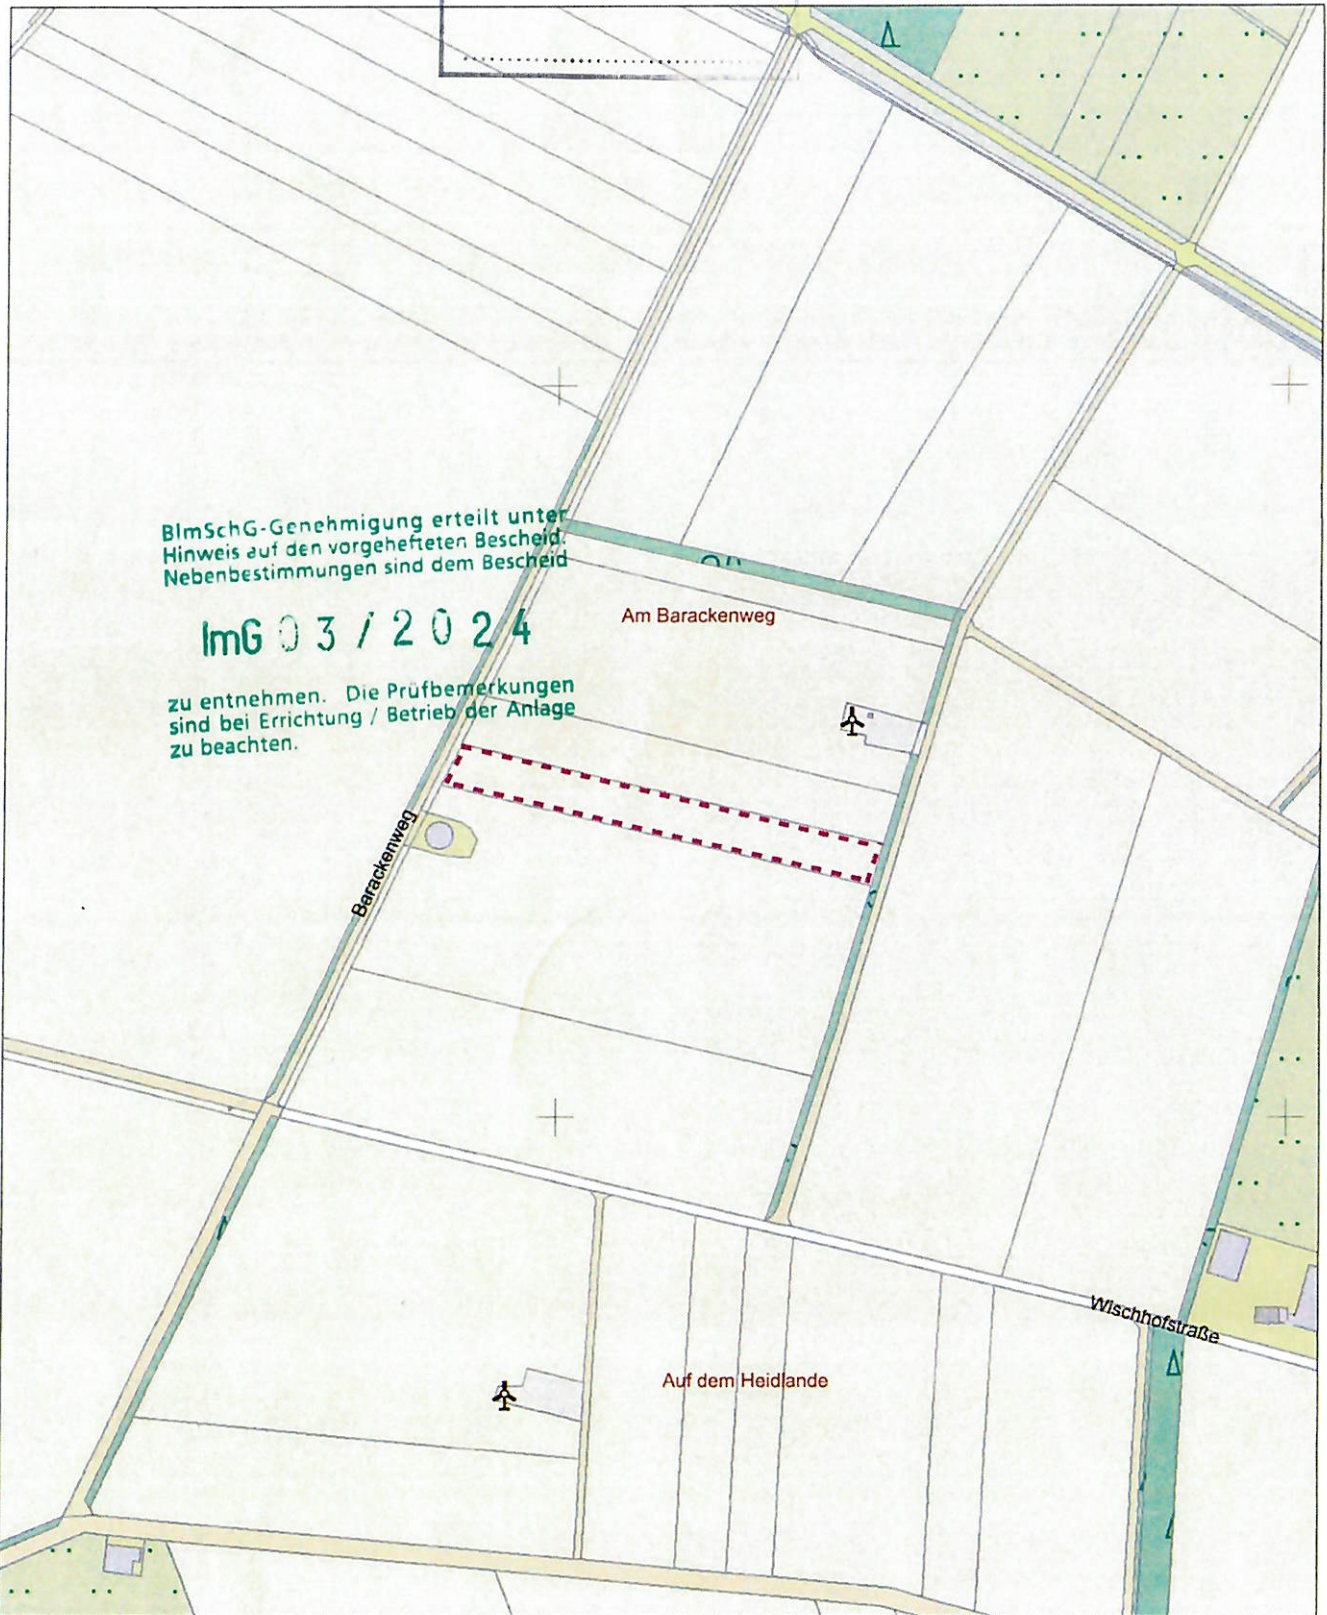 BImSchG-Genehmigung erteilt unter
Hinweis auf den vorgehefteten Bescheid.
Nebenbestimmungen sind dem Bescheid
ImG 03 / 2024
zu entnehmen. Die Prüfbemerkungen
sind bei Errichtung / Betrieb der Anlage
zu beachten.
Am Barackenweg
Barackenweg
Wischhofstraße
Auf dem Heidlande